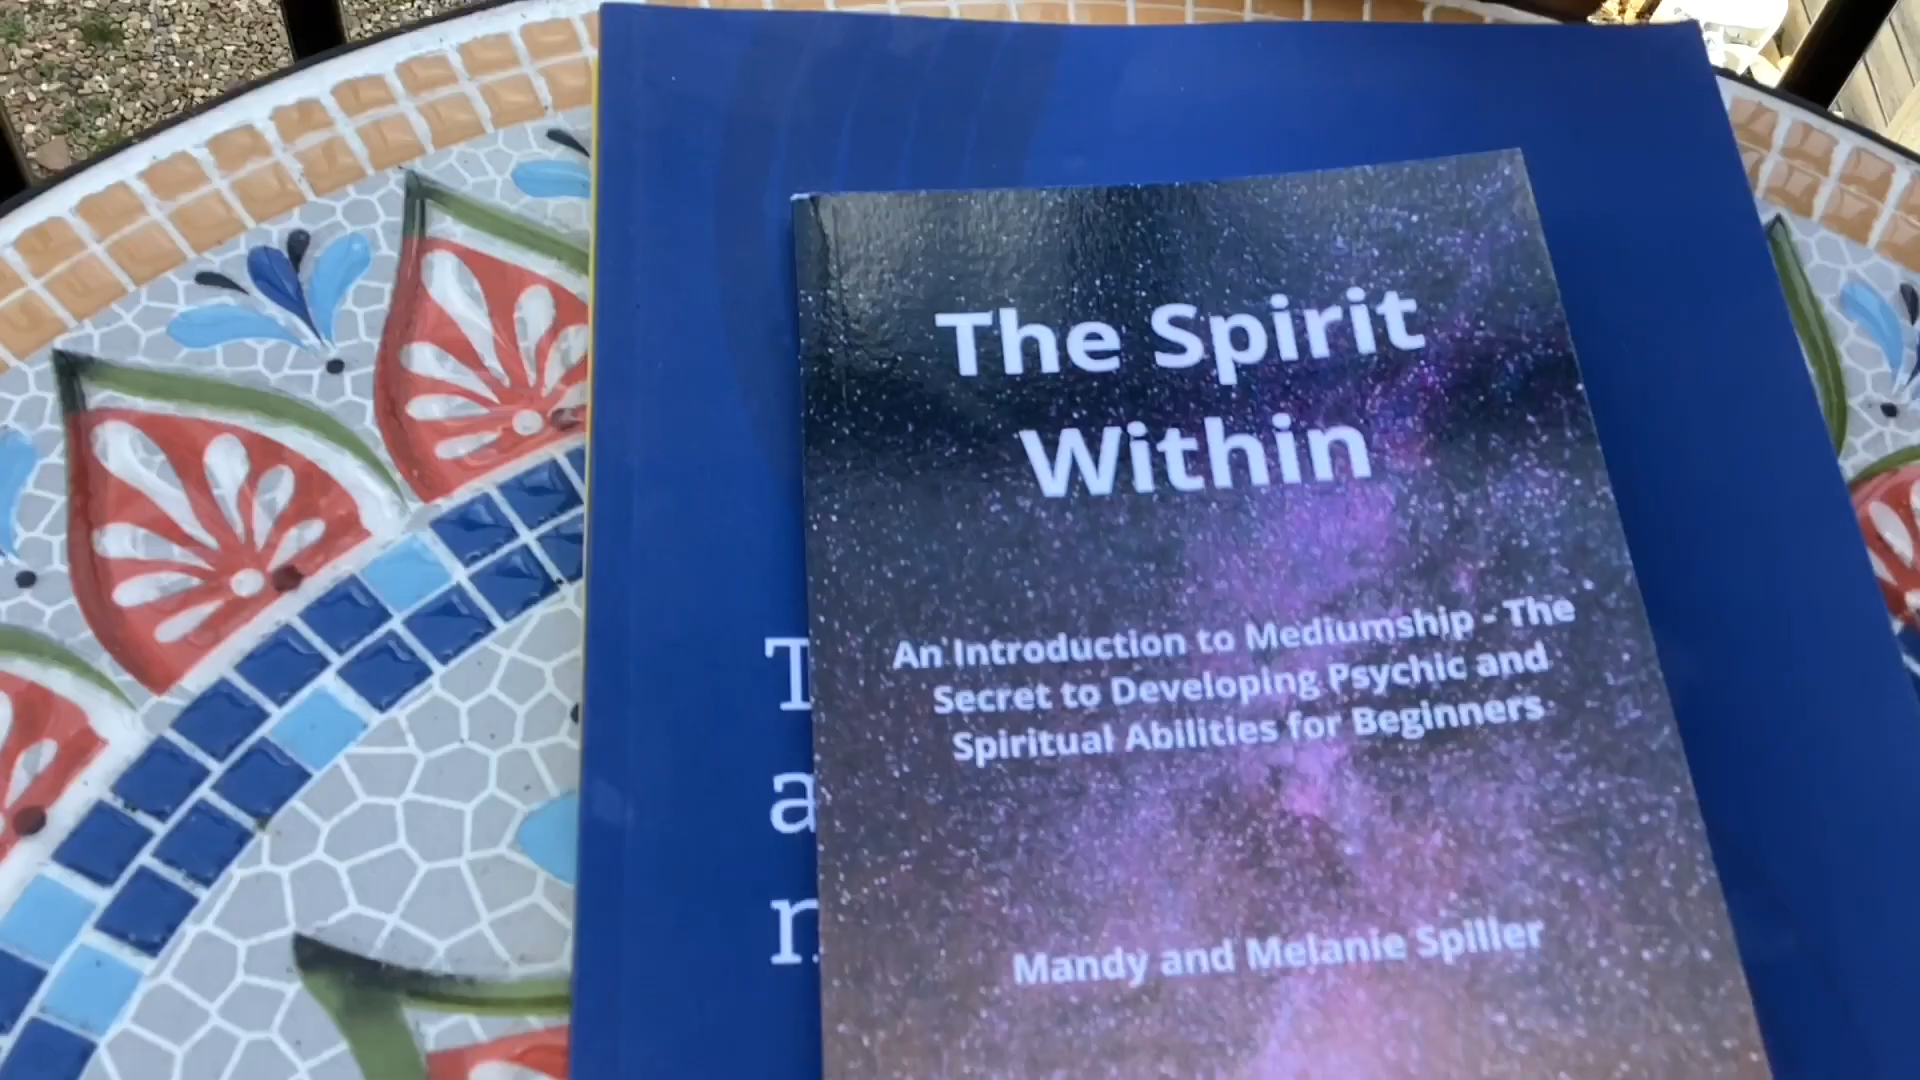 The Spirit
Within
An Introduction to Mediumship - The
Secret to Developing Psychic and
Spiritual Abilities for Beginners
Mandy and Melanie Spiller